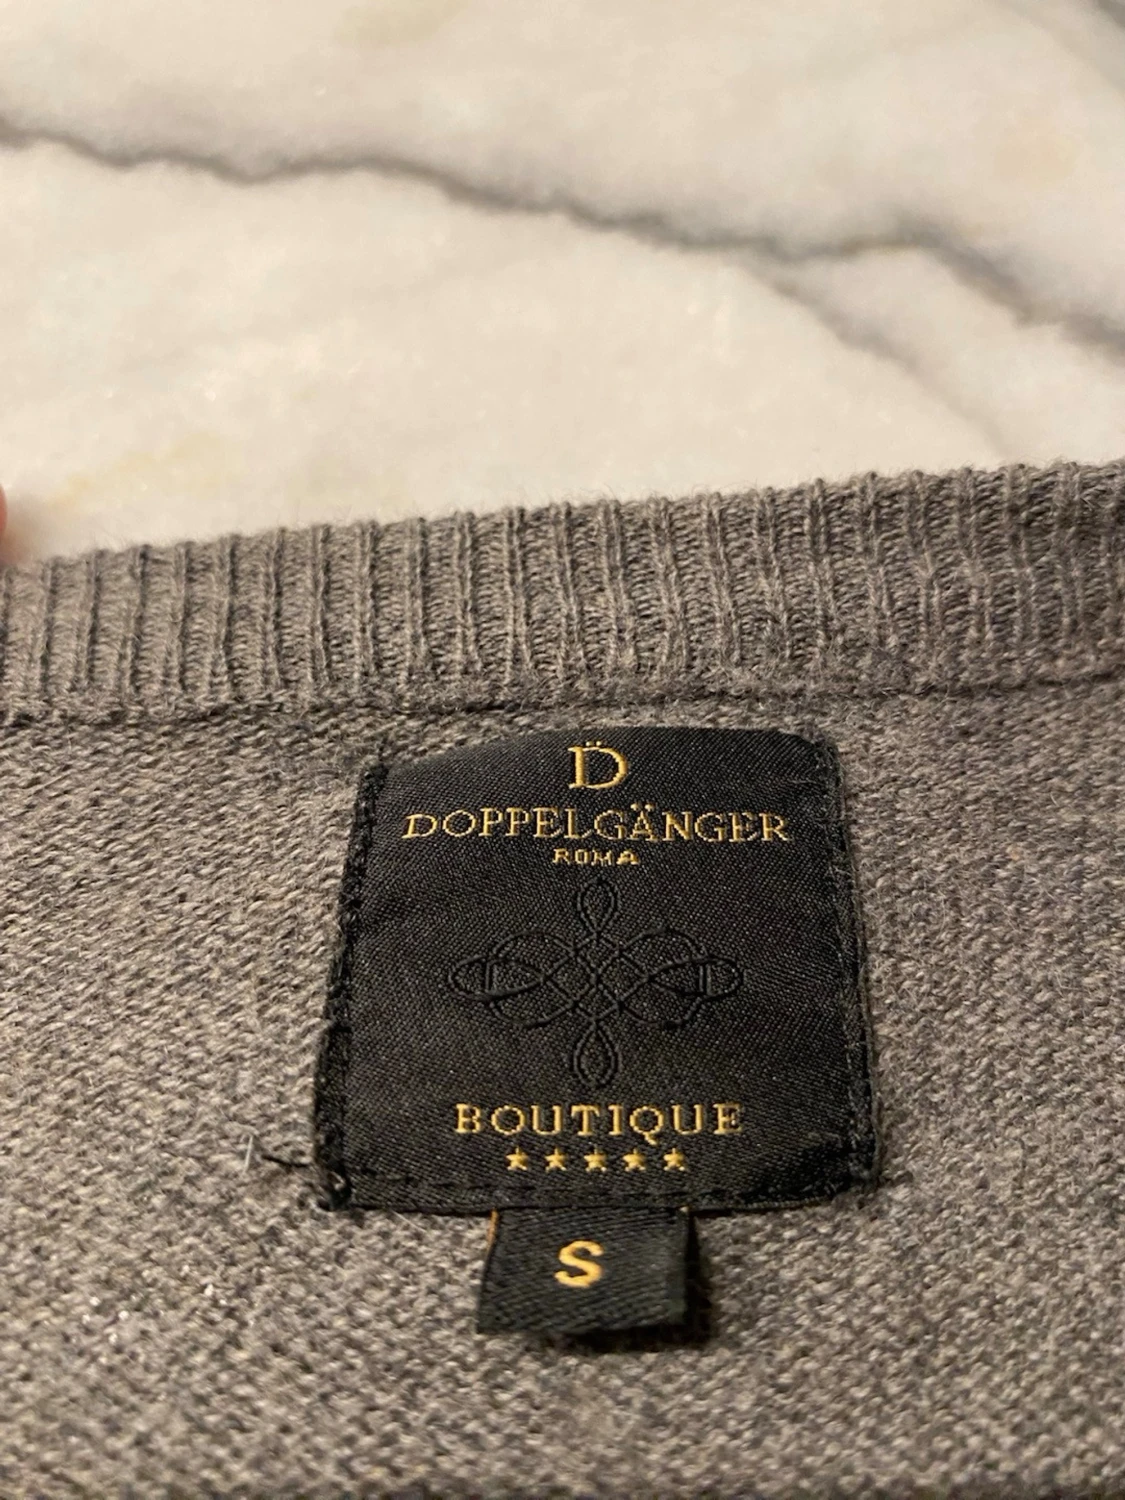 D̈
DOPPELGÄNGER
ROMA
BOUTIQUE
★★★★★
S